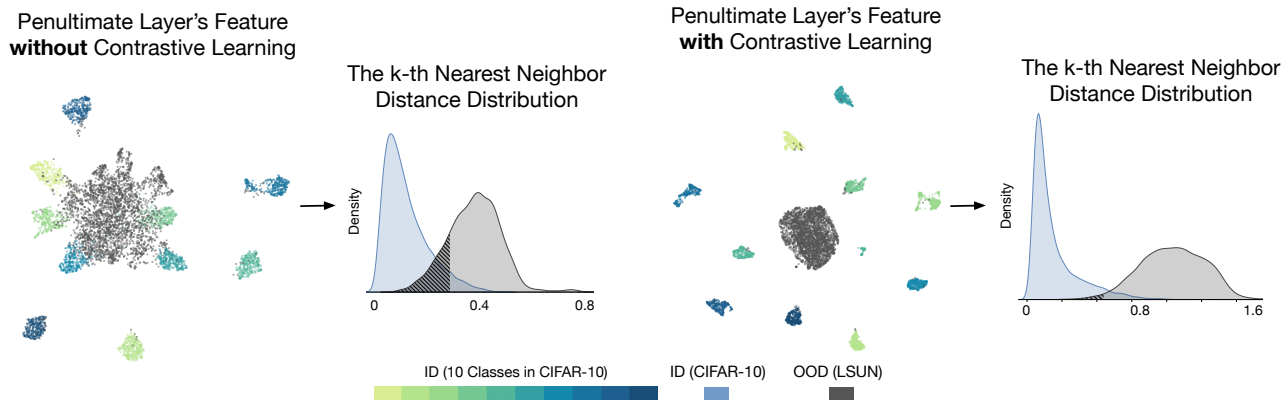 Penultimate Layer's Feature
without Contrastive Learning
The k-th Nearest Neighbor
Distance Distribution
Density
0
0.4
0.8
Penultimate Layer's Feature
with Contrastive Learning
The k-th Nearest Neighbor
Distance Distribution
Density
0
0.8
1.6
ID (10 Classes in CIFAR-10)
ID (CIFAR-10)
OOD (LSUN)